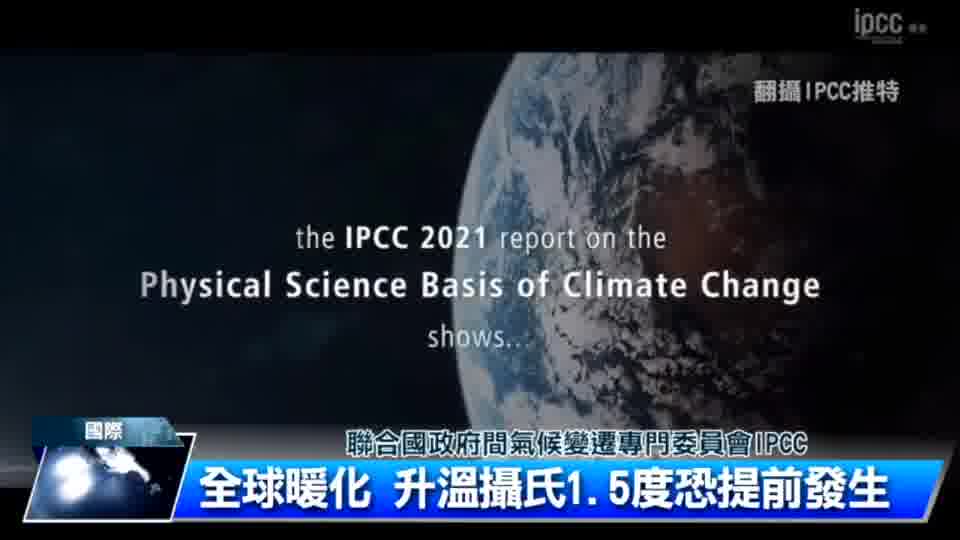 ipcc
翻攝IPCC推特
the IPCC 2021 report on the
Physical Science Basis of Climate Change
shows...
國際
聯合國政府間氣候變遷專門委員會IPCC
全球暖化 升溫攝氏1.5度恐提前發生